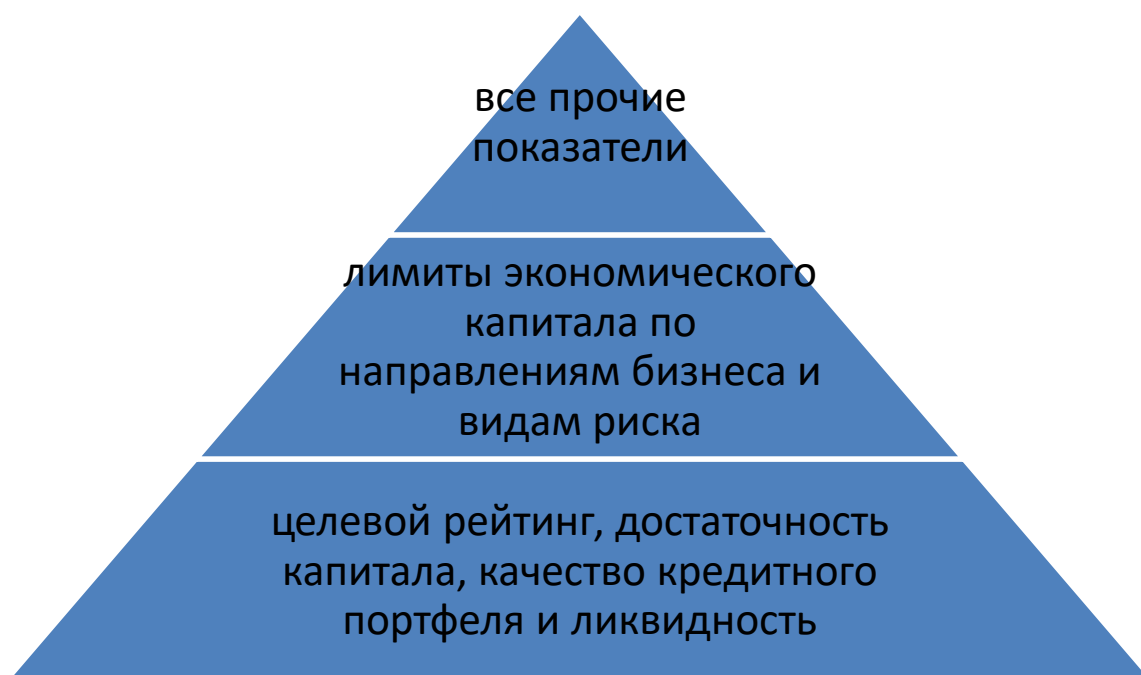 все прочие
показатели
лимиты экономического
капитала по
направлениям бизнеса и
видам риска
целевой рейтинг, достаточность
капитала, качество кредитного
портфеля и ликвидность